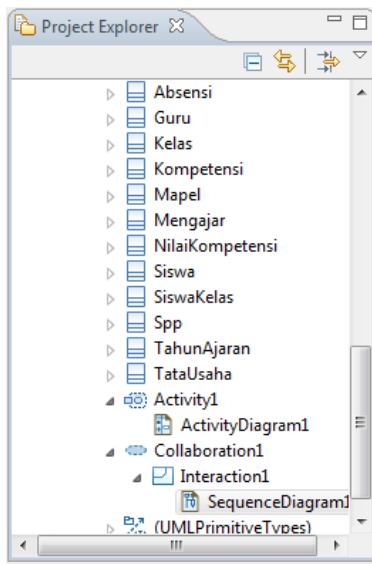 Project Explorer
Absensi
Guru
Kelas
Kompetensi
Mapel
Mengajar
NilaiKompetensi
Siswa
SiswaKelas
Spp
TahunAjaran
TataUsaha
Activity1
ActivityDiagram1
Collaboration1
Interaction1
SequenceDiagram1
(UMLPrimitiveTypes)